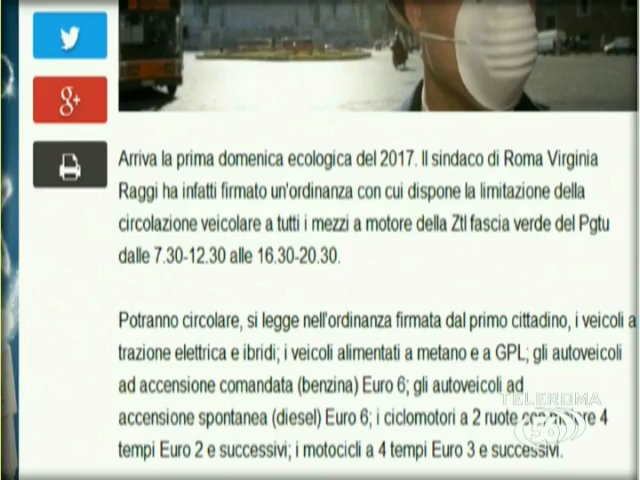 g+
Arriva la prima domenica ecologica del 2017. Il sindaco di Roma Virginia
Raggi ha infatti firmato un'ordinanza con cui dispone la limitazione della
circolazione veicolare a tutti i mezzi a motore della Ztl fascia verde del Pgtu
dalle 7.30-12.30 alle 16.30-20.30.
Potranno circolare, si legge nell'ordinanza firmata dal primo cittadino, i veicoli a
trazione elettrica e ibridi; i veicoli alimentati a metano e a GPL; gli autoveicoli
ad accensione comandata (benzina) Euro 6; gli autoveicoli ad
accensione spontanea (diesel) Euro 6; i ciclomotori a 2 ruote con motore 4
tempi Euro 2 e successivi; i motocicli a 4 tempi Euro 3 e successivi.
TELEROMA
56